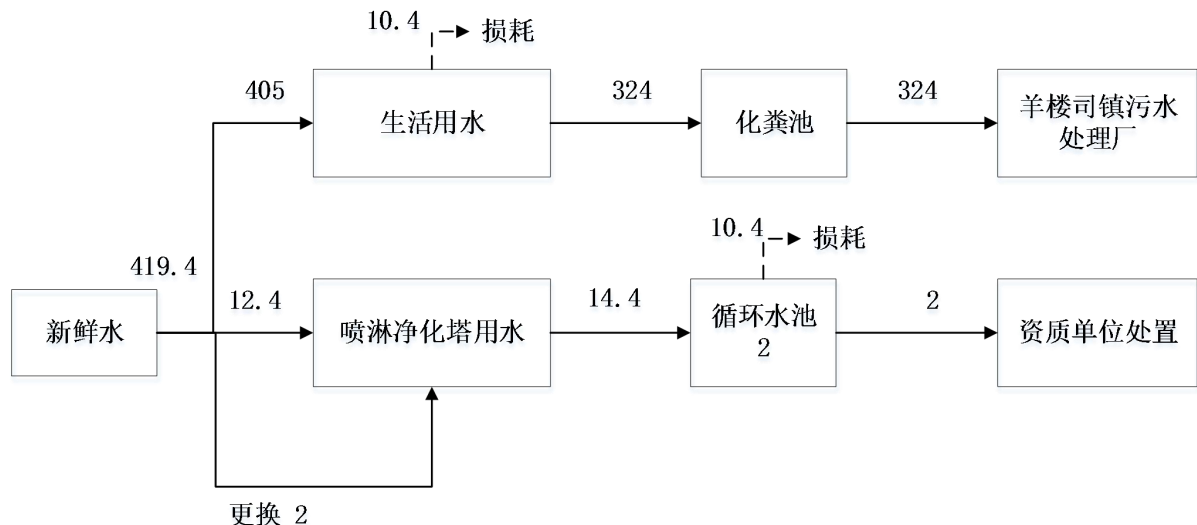 10.4
损耗
405
生活用水
324
化粪池
324
羊楼司镇污水
处理厂
419.4
新鲜水
12.4
喷淋净化塔用水
14.4
10.4
损耗
循环水池
2
2
资质单位处置
更换 2